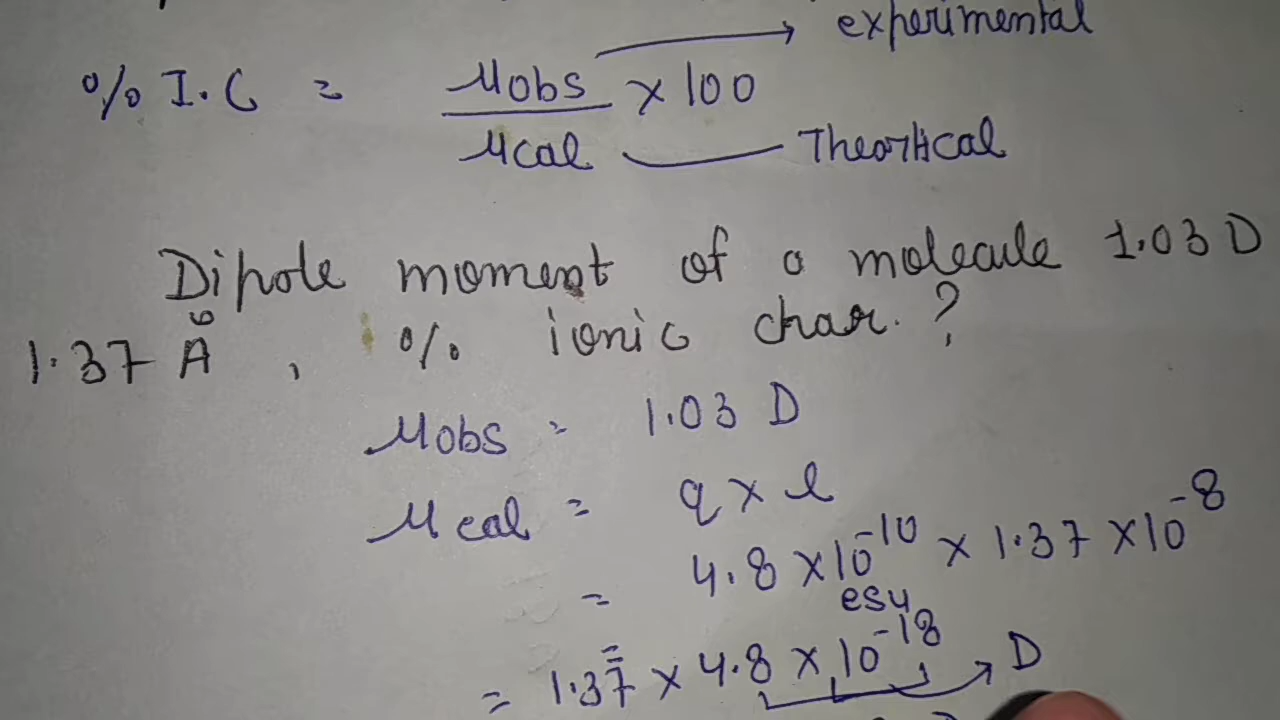 experimental
% I.C = μobs / μcal × 100
Theoritical
Dipole moment of a molecule 1.03 D
1.37 Å , % ionic char. ?
μobs = 1.03 D
μcal = q × l
= 4.8 × 10⁻¹⁰ × 1.37 × 10⁻⁸
esu
= 1.37 × 4.8 × 10⁻¹⁸ D